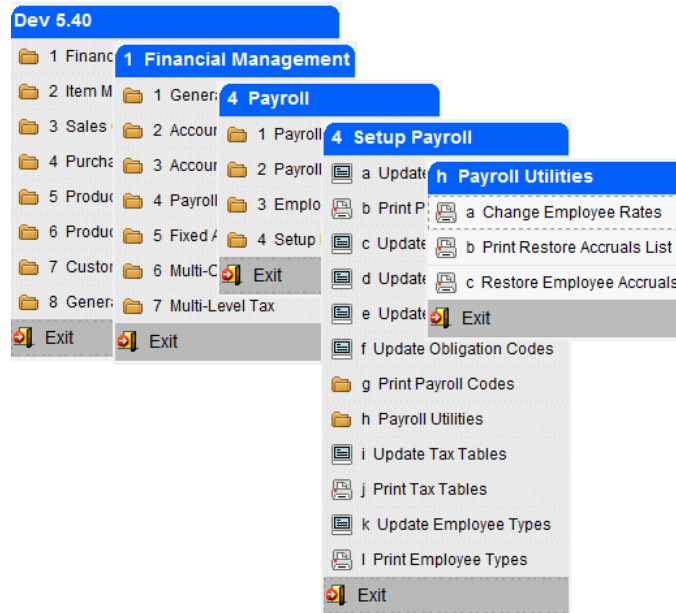 Dev 5.40
1 Financ
2 Item M
3 Sales
4 Purcha
5 Produc
6 Produc
7 Custor
8 Genera
Exit
1 Financial Management
1 Genera
2 Accour
3 Accour
4 Payroll
5 Fixed A
6 Multi-C
7 Multi-Level Tax
Exit
4 Payroll
1 Payroll
2 Payroll
3 Emplo
4 Setup
Exit
4 Setup Payroll
a Update
b Print P
c Update
d Update
e Update
f Update Obligation Codes
g Print Payroll Codes
h Payroll Utilities
i Update Tax Tables
j Print Tax Tables
k Update Employee Types
l Print Employee Types
Exit
h Payroll Utilities
a Change Employee Rates
b Print Restore Accruals List
c Restore Employee Accruals
Exit